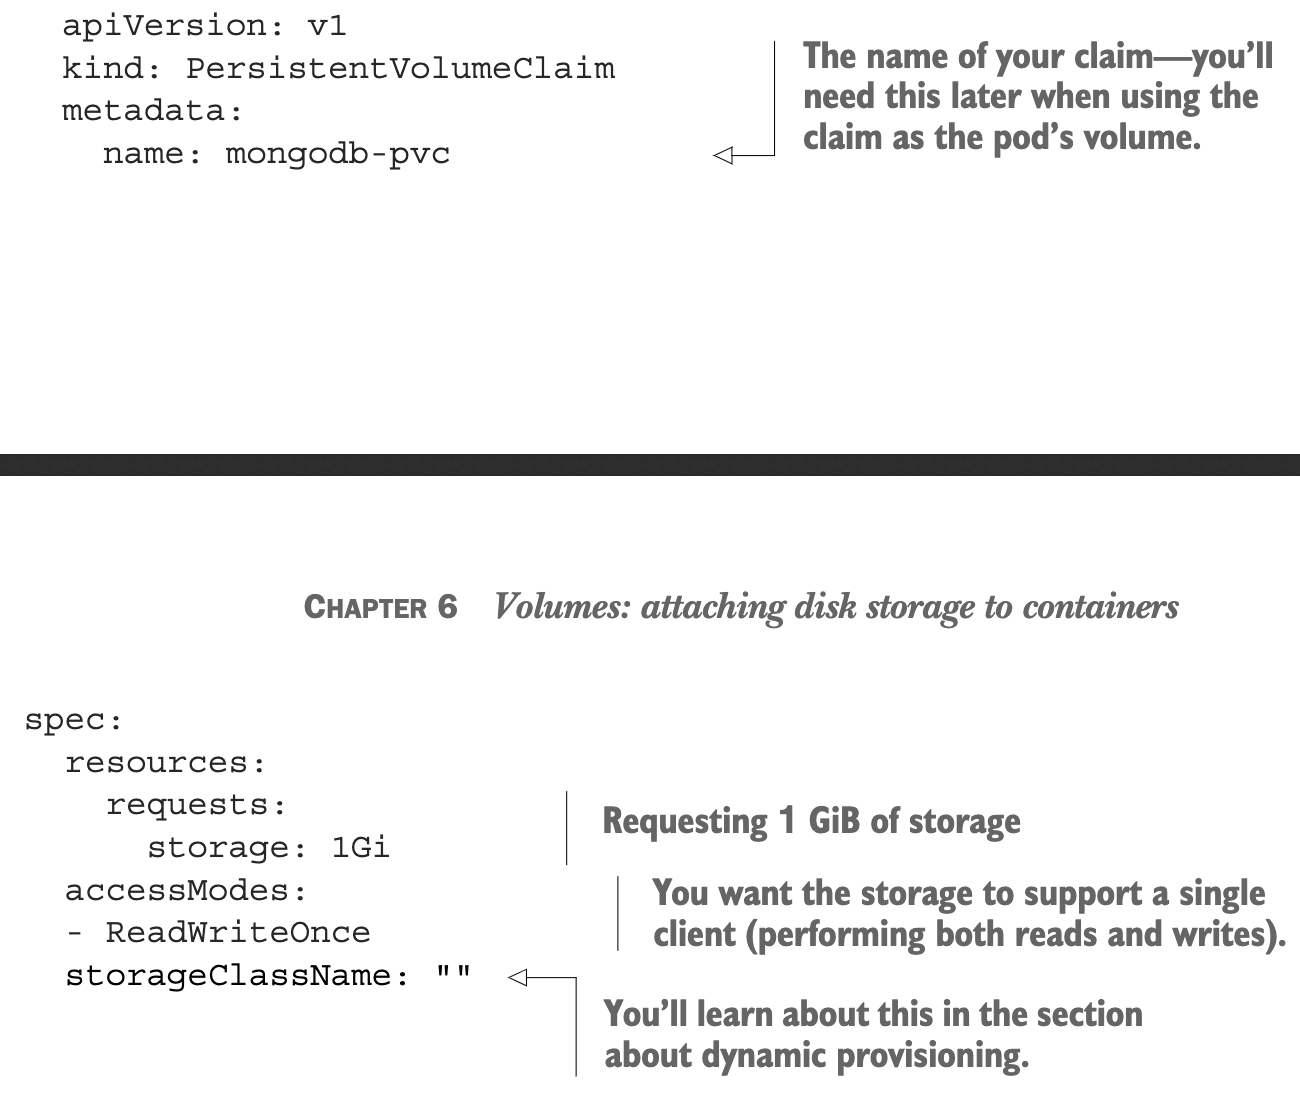 apiVersion: v1
kind: PersistentVolumeClaim
metadata:
  name: mongodb-pvc
The name of your claim—you’ll
need this later when using the
claim as the pod’s volume.
CHAPTER 6 Volumes: attaching disk storage to containers
spec:
  resources:
    requests:
      storage: 1Gi
Requesting 1 GiB of storage
  accessModes:
  - ReadWriteOnce
You want the storage to support a single
client (performing both reads and writes).
  storageClassName: ""
You’ll learn about this in the section
about dynamic provisioning.